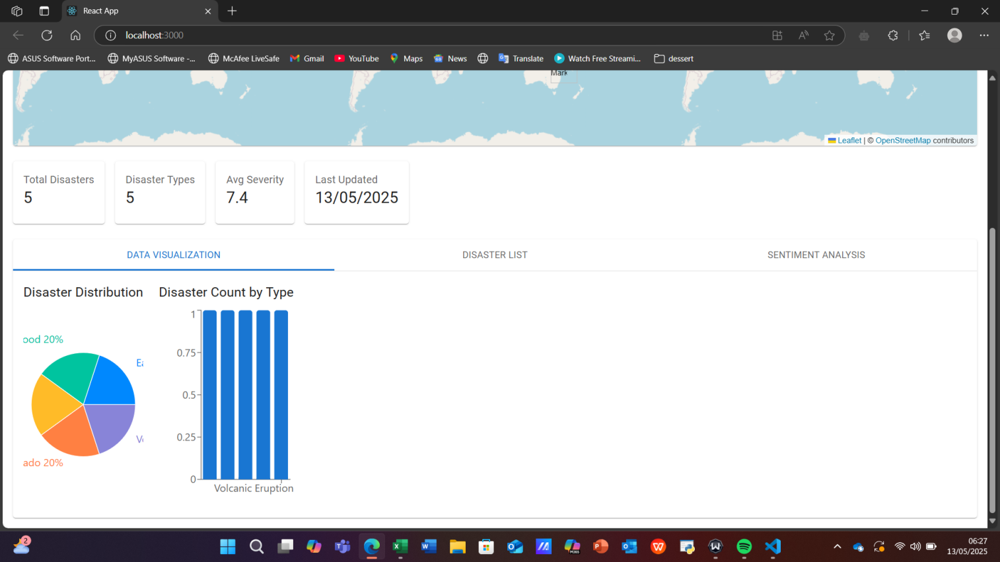 React App
localhost:3000
ASUS Software Port...
MyASUS Software -...
McAfee LiveSafe
Gmail
YouTube
Maps
News
Translate
Watch Free Streami...
dessert
Mark
Leaflet | © OpenStreetMap contributors
Total Disasters
5
Disaster Types
5
Avg Severity
7.4
Last Updated
13/05/2025
DATA VISUALIZATION
DISASTER LIST
SENTIMENT ANALYSIS
Disaster Distribution
ood 20%
Ea
Vo
ado 20%
Disaster Count by Type
1
0.75
0.5
0.25
0
Volcanic Eruption
2
06:27
13/05/2025